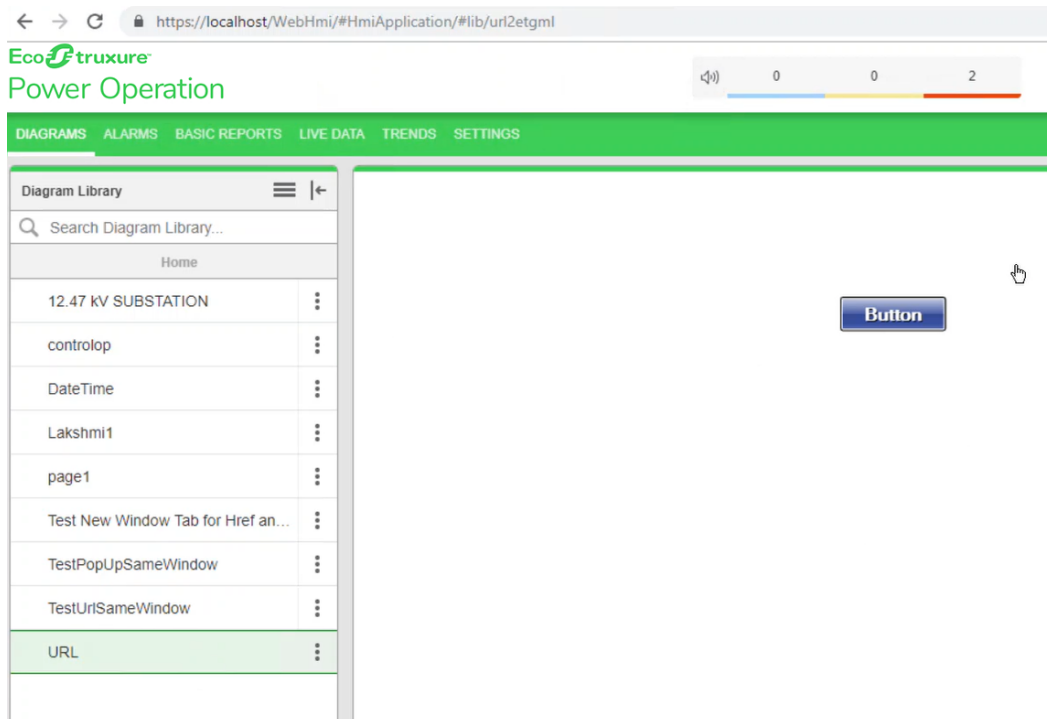 https://localhost/WebHmi/#HmiApplication/#lib/url2etgml
EcoStruxure
Power Operation
0 0 2
DIAGRAMS ALARMS BASIC REPORTS LIVE DATA TRENDS SETTINGS
Diagram Library
Search Diagram Library...
Home
12.47 kV SUBSTATION
controlop
DateTime
Lakshmi1
page1
Test New Window Tab for Href an...
TestPopUpSameWindow
TestUrlSameWindow
URL
Button